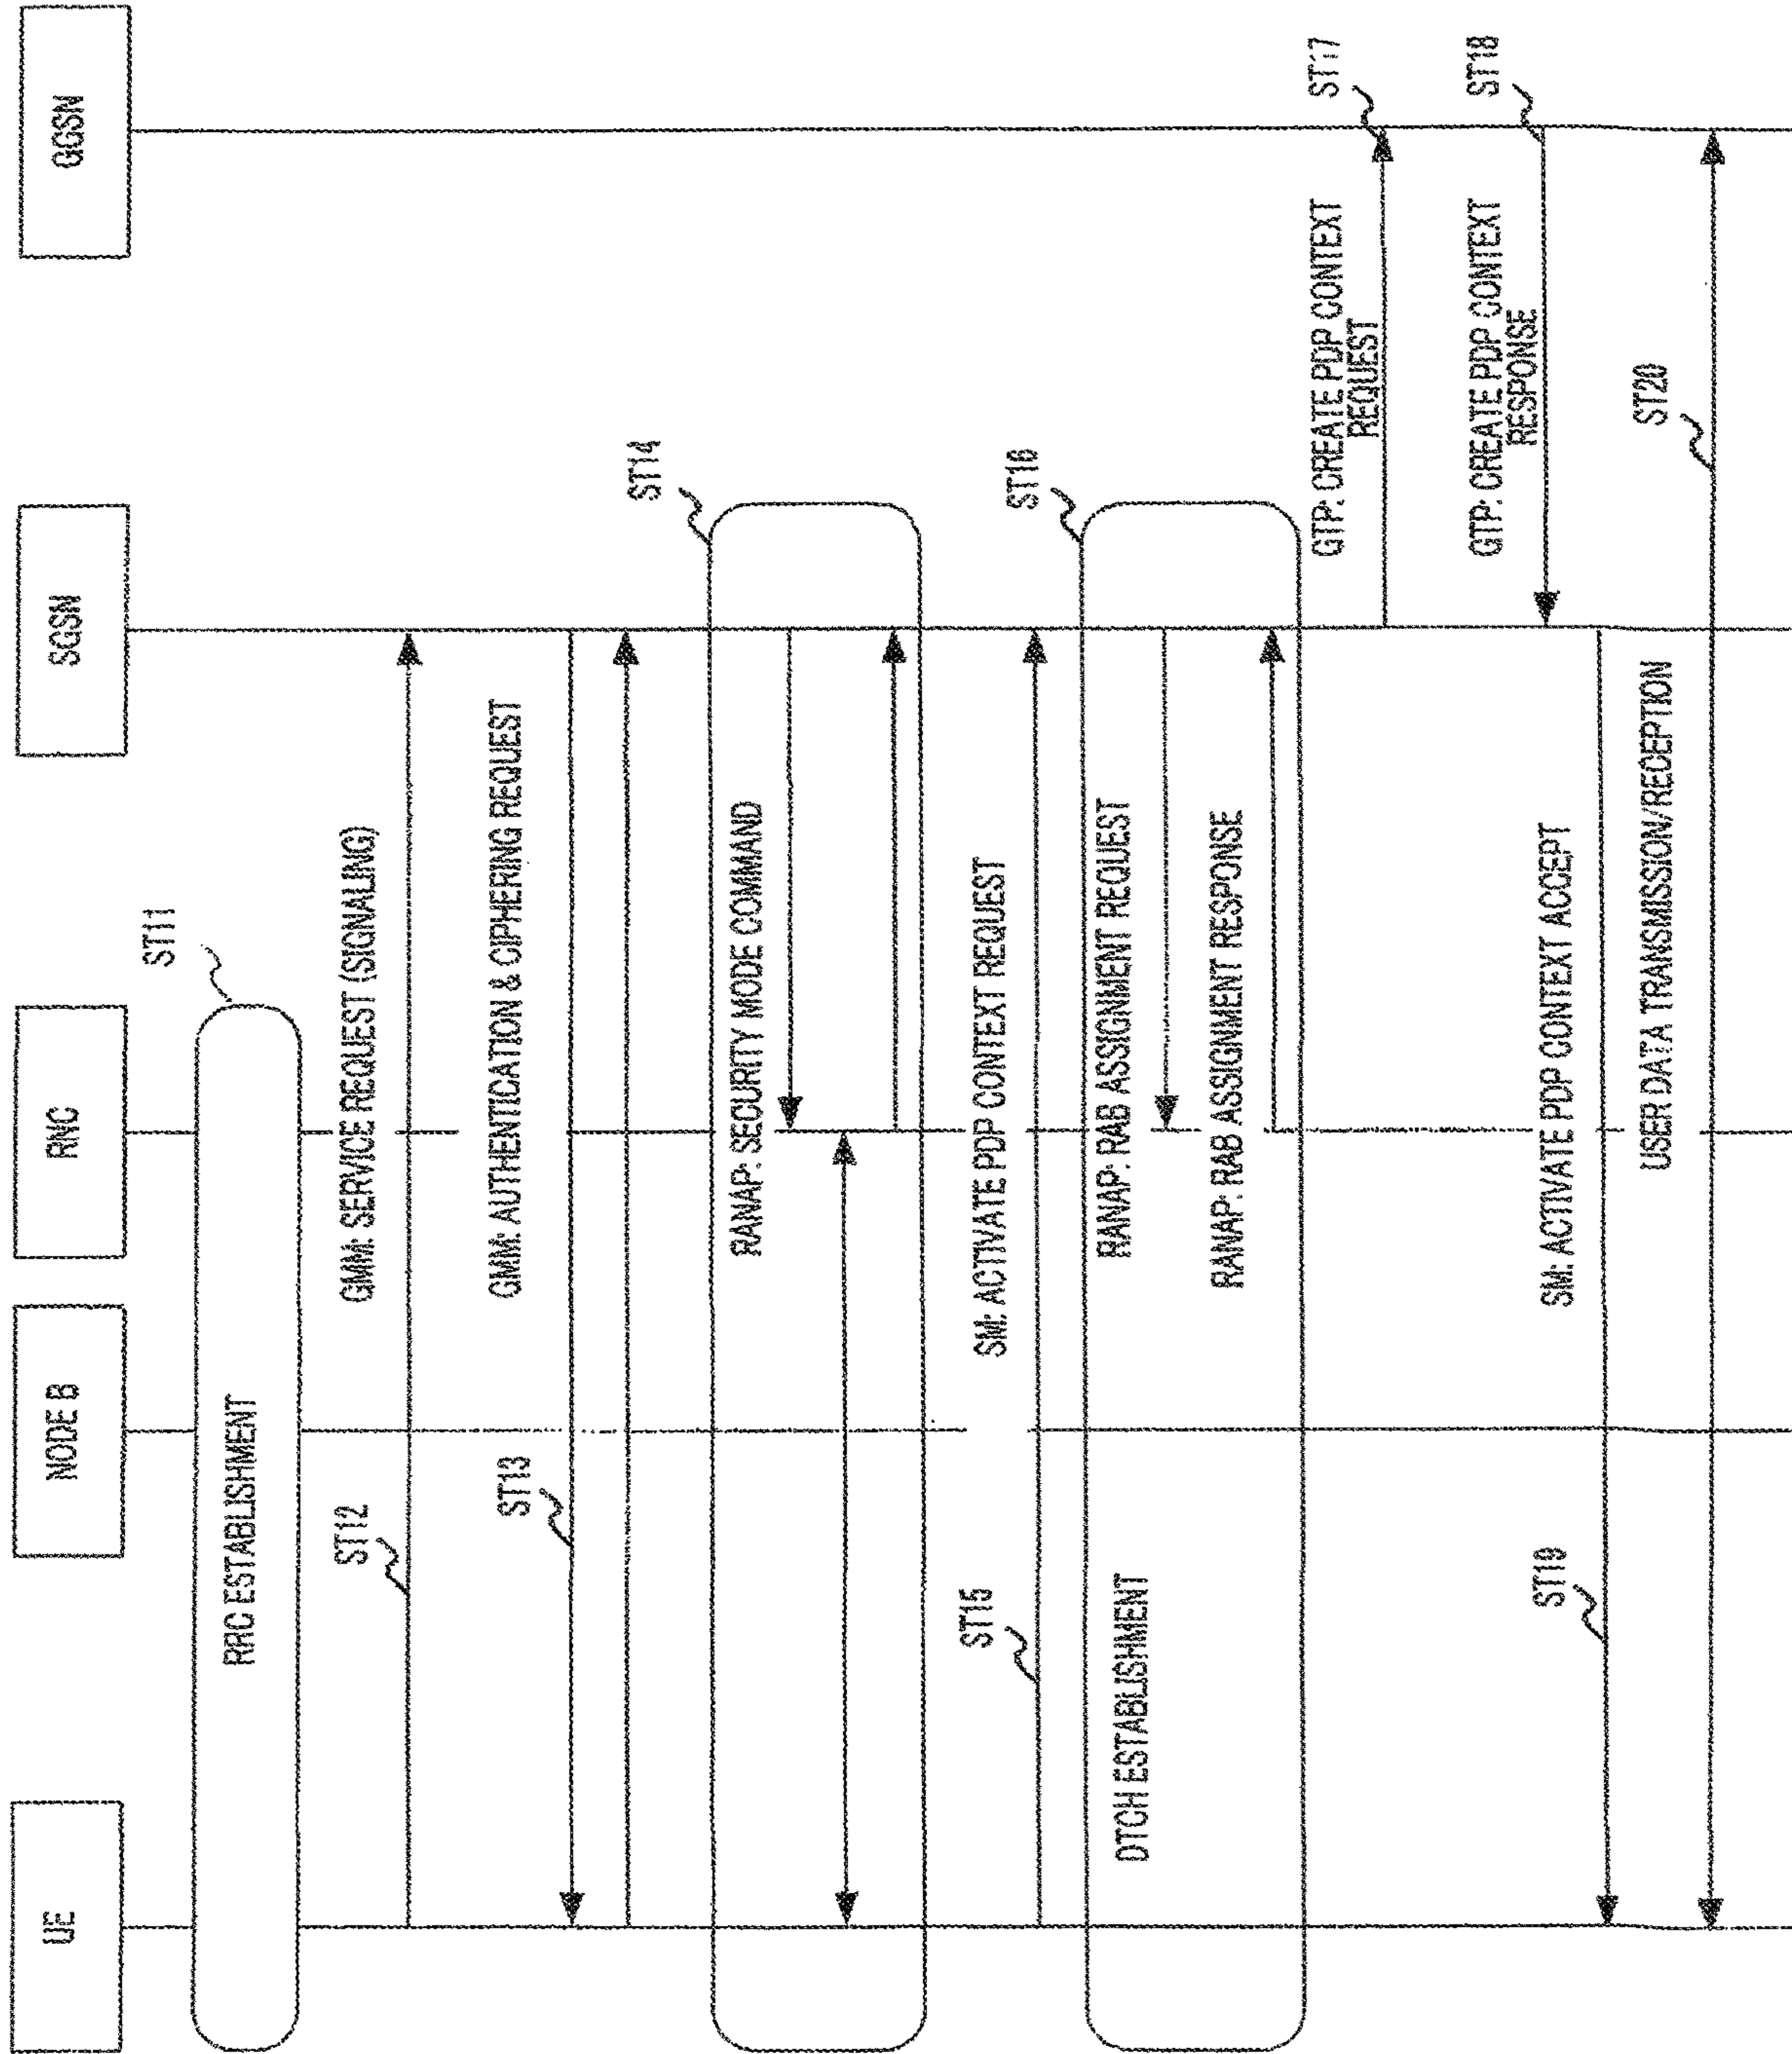 UE
NODE B
RNC
SGSN
GGSN
ST11
RRC ESTABLISHMENT
GMM: SERVICE REQUEST (SIGNALING)
ST12
GMM: AUTHENTICATION & CIPHERING REQUEST
ST13
ST14
RANAP: SECURITY MODE COMMAND
SM: ACTIVATE PDP CONTEXT REQUEST
ST15
ST16
RANAP: RAB ASSIGNMENT REQUEST
DTCH ESTABLISHMENT
RANAP: RAB ASSIGNMENT RESPONSE
ST17
GTP: CREATE PDP CONTEXT
REQUEST
ST18
GTP: CREATE PDP CONTEXT
RESPONSE
SM: ACTIVATE PDP CONTEXT ACCEPT
ST19
ST20
USER DATA TRANSMISSION/RECEPTION